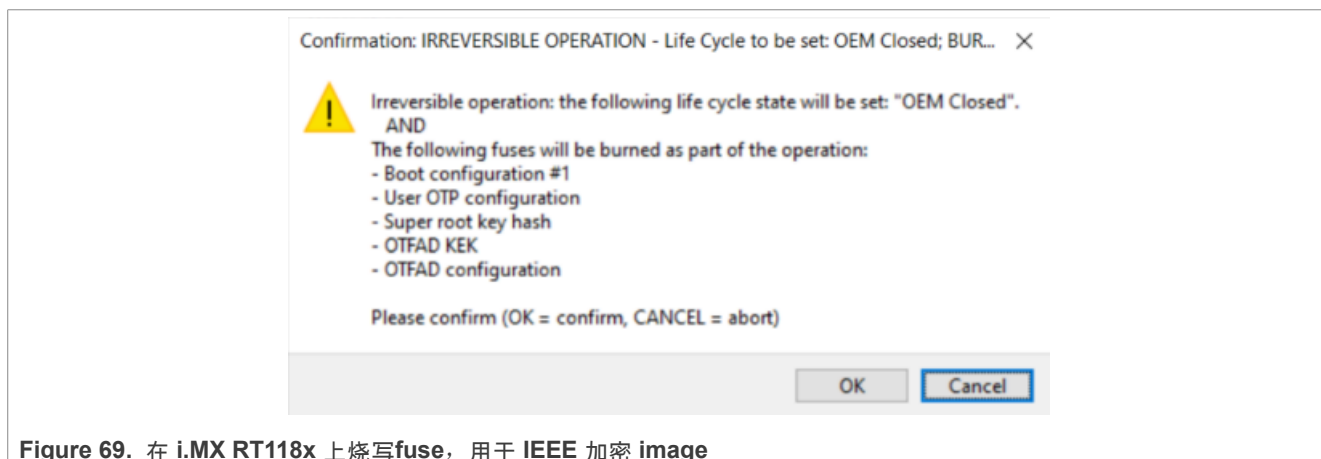 Confirmation: IRREVERSIBLE OPERATION - Life Cycle to be set: OEM Closed; BUR...
Irreversible operation: the following life cycle state will be set: "OEM Closed".
AND
The following fuses will be burned as part of the operation:
- Boot configuration #1
- User OTP configuration
- Super root key hash
- OTFAD KEK
- OTFAD configuration
Please confirm (OK = confirm, CANCEL = abort)
OK Cancel
Figure 69. 在 i.MX RT118x 上烧写fuse，用于 IEEE 加密 image